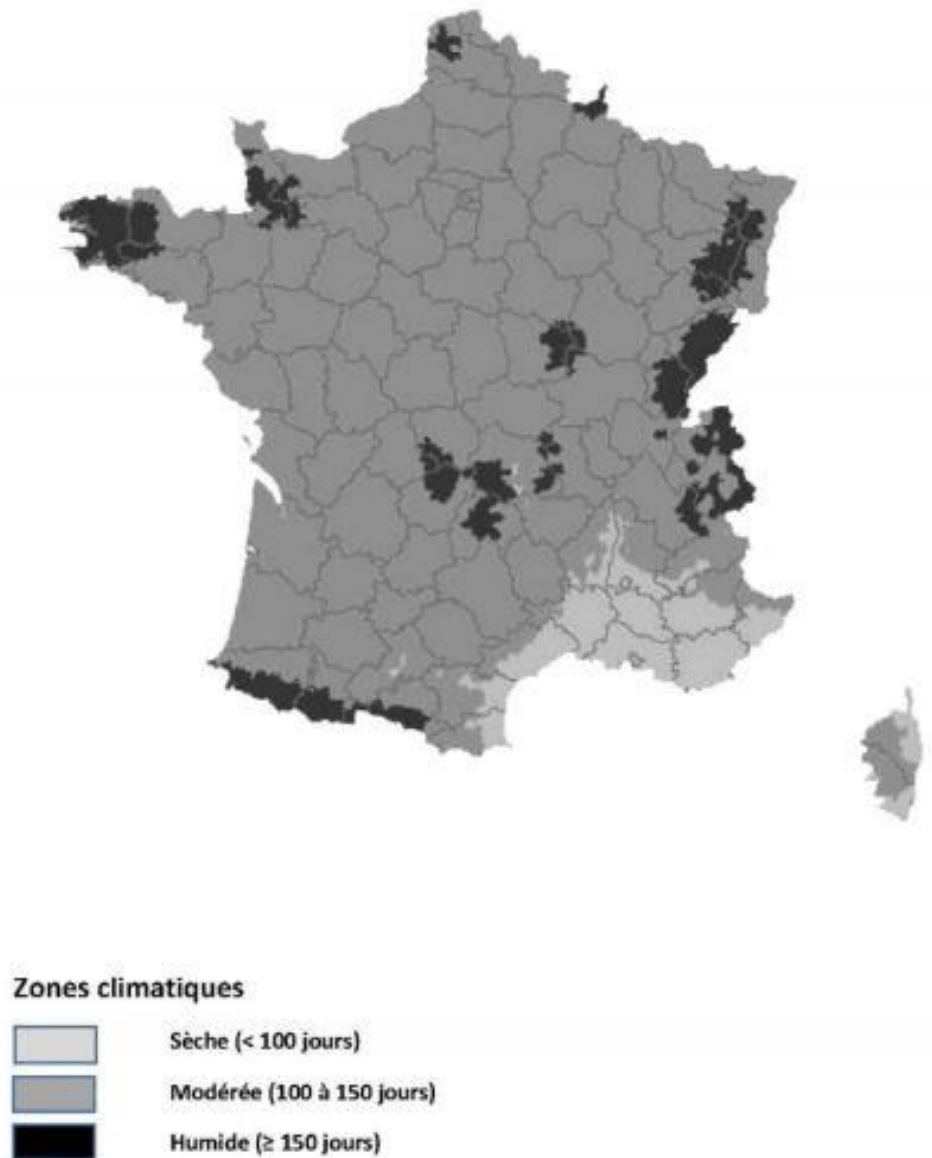 Zones climatiques
Sèche (< 100 jours)
Modérée (100 à 150 jours)
Humide (≥ 150 jours)